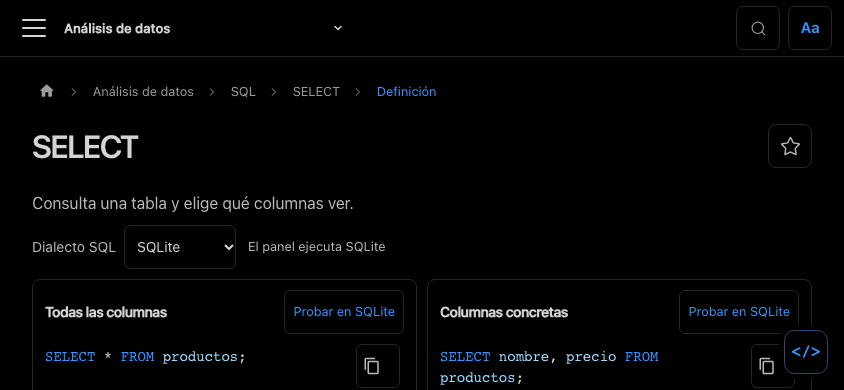 Análisis de datos
Aa
Análisis de datos > SQL > SELECT > Definición
SELECT
Consulta una tabla y elige qué columnas ver.
Dialecto SQL SQLite El panel ejecuta SQLite
Todas las columnas Probar en SQLite
SELECT * FROM productos;
Columnas concretas Probar en SQLite
SELECT nombre, precio FROM
productos;
</>